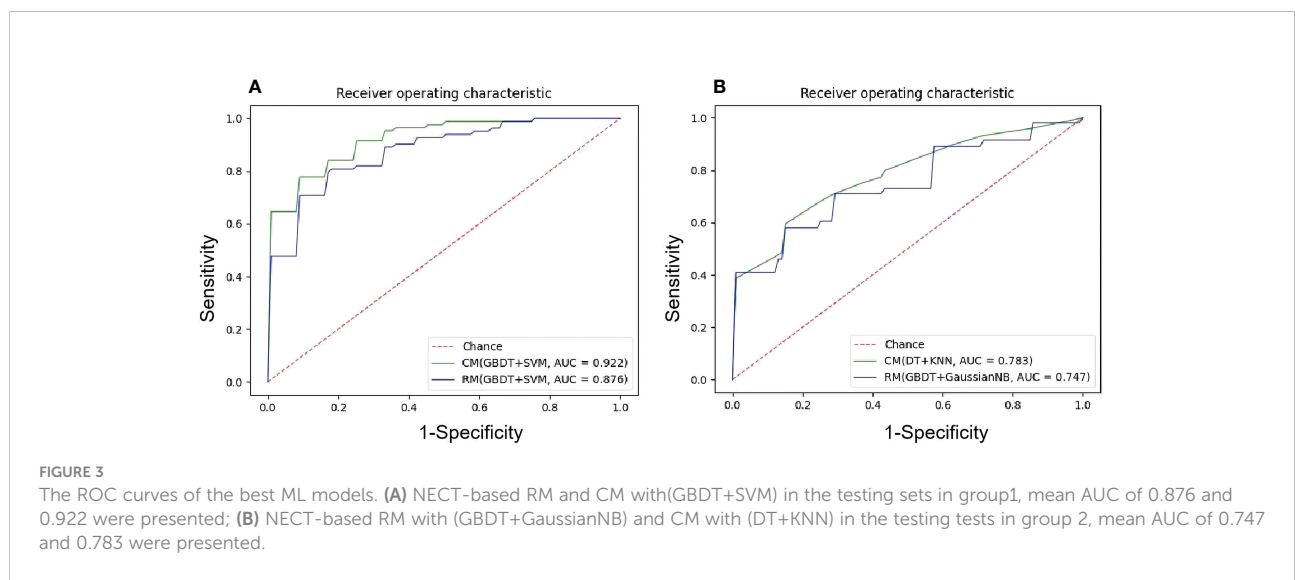 A
Receiver operating characteristic
1.0
0.8
0.6
0.4
0.2
0.0
Sensitivity
Chance
CM(GBDT+SVM, AUC = 0.922)
RM(GBDT+SVM, AUC = 0.876)
0.0 0.2 0.4 0.6 0.8 1.0
1-Specificity
B
Receiver operating characteristic
1.0
0.8
0.6
0.4
0.2
0.0
Sensitivity
Chance
CM(DT+KNN, AUC = 0.783)
RM(GBDT+GaussianNB, AUC = 0.747)
0.0 0.2 0.4 0.6 0.8 1.0
1-Specificity
FIGURE 3
The ROC curves of the best ML models. (A) NECT-based RM and CM with(GBDT+SVM) in the testing sets in group1, mean AUC of 0.876 and
0.922 were presented; (B) NECT-based RM with (GBDT+GaussianNB) and CM with (DT+KNN) in the testing tests in group 2, mean AUC of 0.747
and 0.783 were presented.